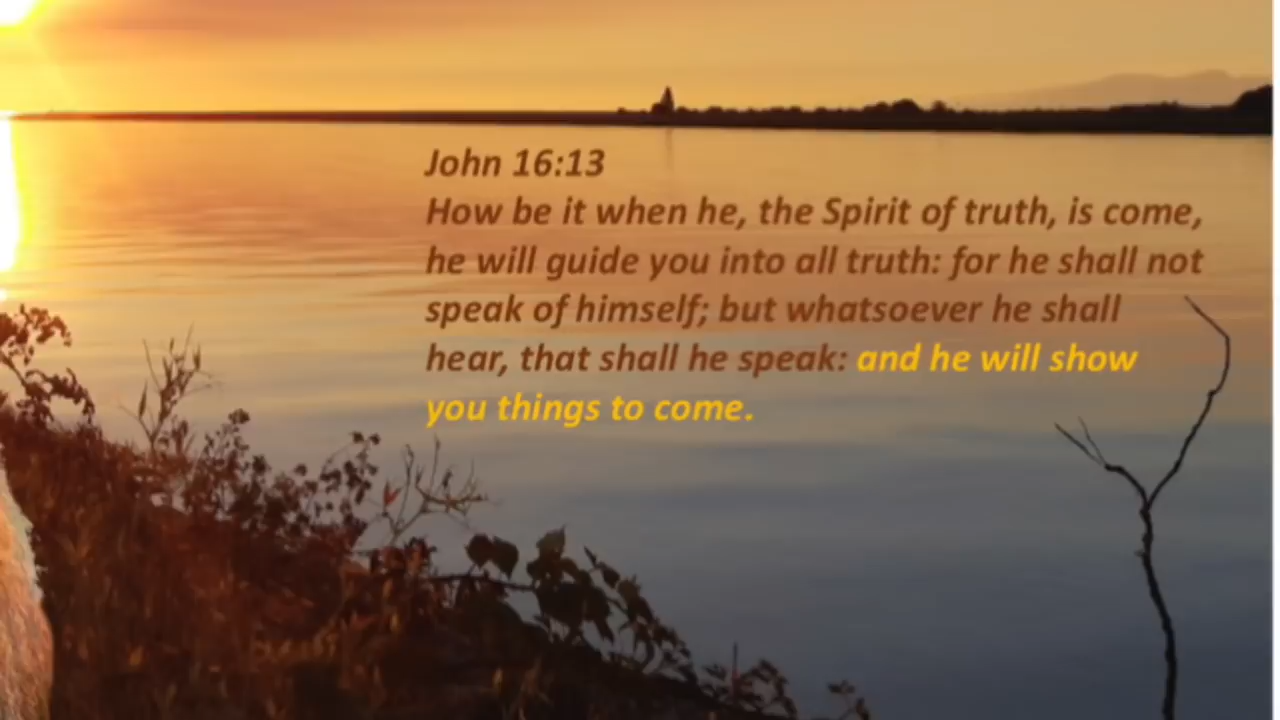 John 16:13
How be it when he, the Spirit of truth, is come,
he will guide you into all truth: for he shall not
speak of himself; but whatsoever he shall
hear, that shall he speak: and he will show
you things to come.